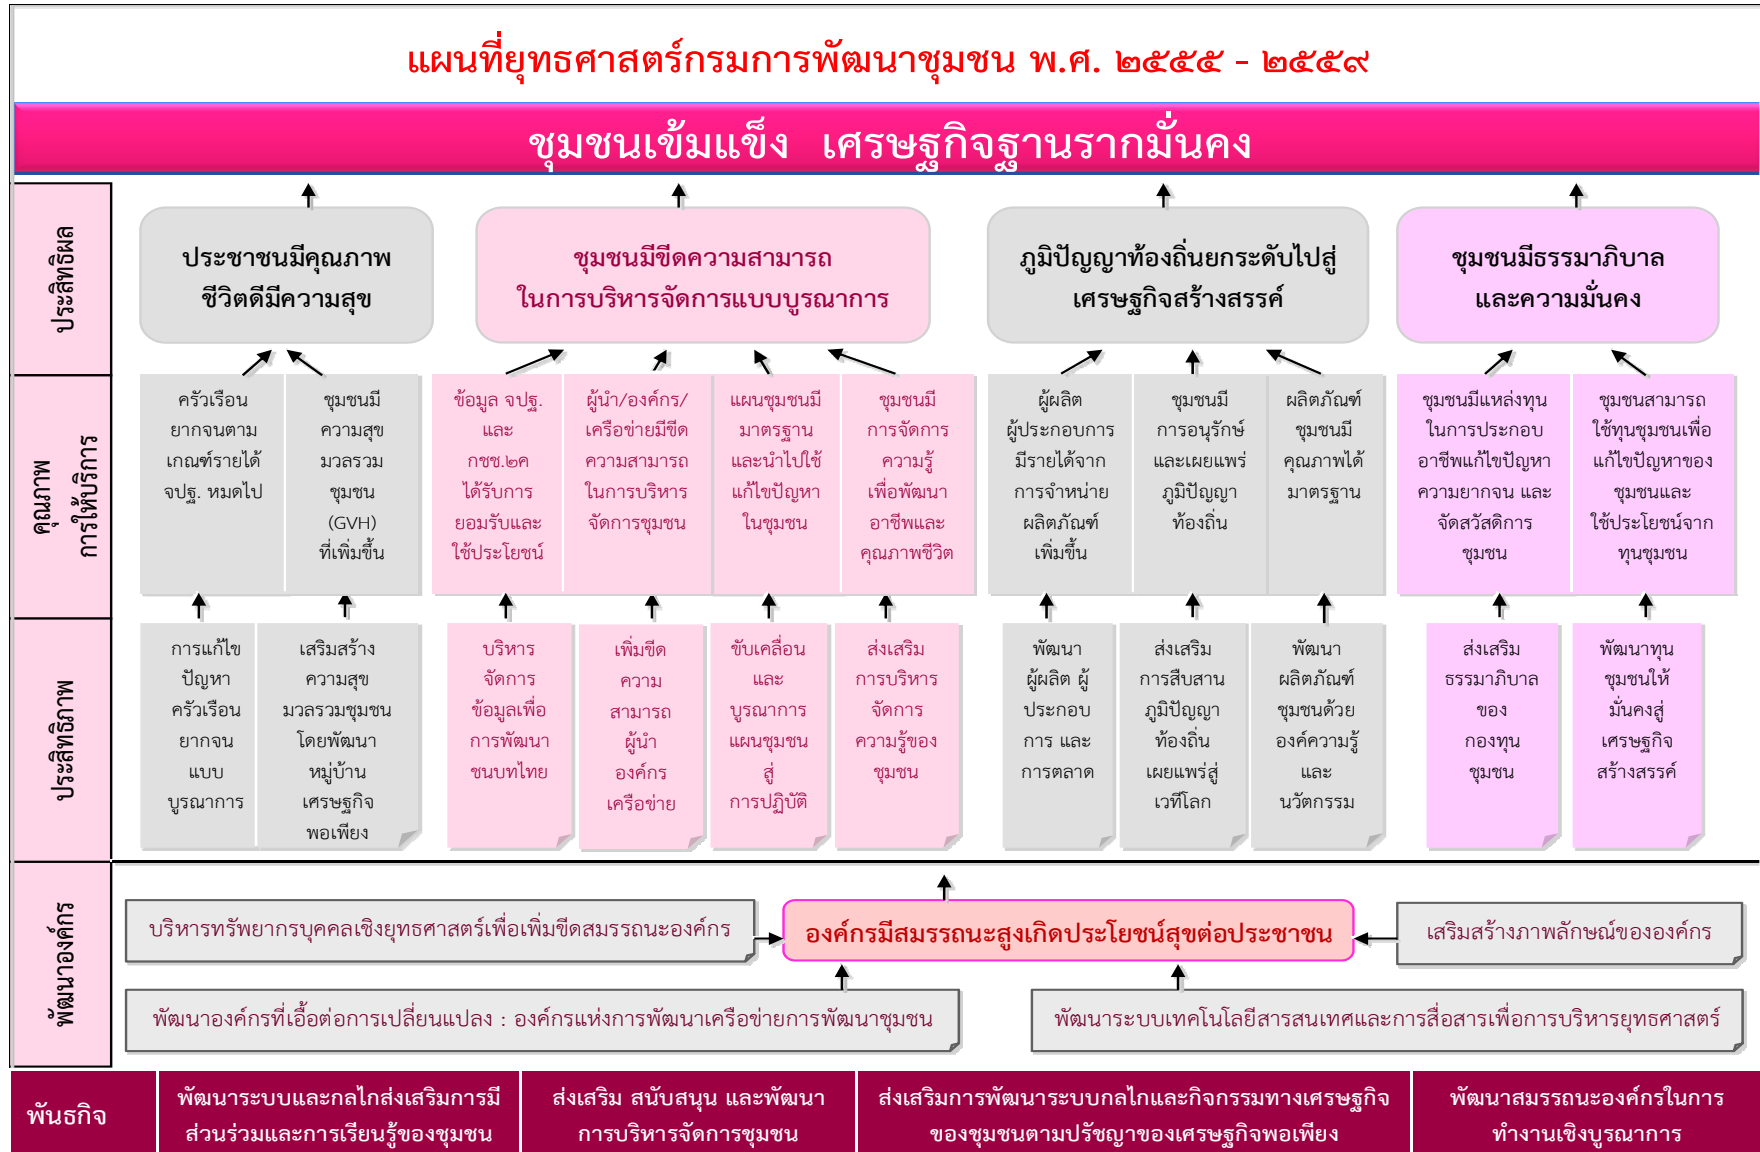 แผนที่ยุทธศาสตร์กรมการพัฒนาชุมชน พ.ศ. ๒๕๕๕ - ๒๕๕๙
ชุมชนเข้มแข็ง เศรษฐกิจฐานรากมั่นคง
ประสิทธิผล
ประชาชนมีคุณภาพ
ชีวิตดีมีความสุข
ชุมชนมีขีดความสามารถ
ในการบริหารจัดการแบบบูรณาการ
ภูมิปัญญาท้องถิ่นยกระดับไปสู่
เศรษฐกิจสร้างสรรค์
ชุมชนมีธรรมาภิบาล
และความมั่นคง
คุณภาพ
การให้บริการ
ครัวเรือน
ยากจนตาม
เกณฑ์รายได้
จปฐ. หมดไป
ชุมชนมี
ความสุข
มวลรวม
ชุมชน
(GVH)
ที่เพิ่มขึ้น
ข้อมูล จปฐ.
และ
กชช.๒ค
ได้รับการ
ยอมรับและ
ใช้ประโยชน์
ผู้นำ/องค์กร/
เครือข่ายมีขีด
ความสามารถ
ในการบริหาร
จัดการชุมชน
แผนชุมชนมี
มาตรฐาน
และนำไปใช้
แก้ไขปัญหา
ในชุมชน
ชุมชนมี
การจัดการ
ความรู้
เพื่อพัฒนา
อาชีพและ
คุณภาพชีวิต
ผู้ผลิต
ผู้ประกอบการ
มีรายได้จาก
การจำหน่าย
ผลิตภัณฑ์
เพิ่มขึ้น
ชุมชนมี
การอนุรักษ์
และเผยแพร่
ภูมิปัญญา
ท้องถิ่น
ผลิตภัณฑ์
ชุมชนมี
คุณภาพได้
มาตรฐาน
ชุมชนมีแหล่งทุน
ในการประกอบ
อาชีพแก้ไขปัญหา
ความยากจน และ
จัดสวัสดิการ
ชุมชน
ชุมชนสามารถ
ใช้ทุนชุมชนเพื่อ
แก้ไขปัญหาของ
ชุมชนและ
ใช้ประโยชน์จาก
ทุนชุมชน
ประสิทธิภาพ
การแก้ไข
ปัญหา
ครัวเรือน
ยากจน
แบบ
บูรณาการ
เสริมสร้าง
ความสุข
มวลรวมชุมชน
โดยพัฒนา
หมู่บ้าน
เศรษฐกิจ
พอเพียง
บริหาร
จัดการ
ข้อมูลเพื่อ
การพัฒนา
ชนบทไทย
เพิ่มขีด
ความ
สามารถ
ผู้นำ
องค์กร
เครือข่าย
ขับเคลื่อน
และ
บูรณาการ
แผนชุมชน
สู่
การปฏิบัติ
ส่งเสริม
การบริหาร
จัดการ
ความรู้ของ
ชุมชน
พัฒนา
ผู้ผลิต ผู้
ประกอบ
การ และ
การตลาด
ส่งเสริม
การสืบสาน
ภูมิปัญญา
ท้องถิ่น
เผยแพร่สู่
เวทีโลก
พัฒนา
ผลิตภัณฑ์
ชุมชนด้วย
องค์ความรู้
และ
นวัตกรรม
ส่งเสริม
ธรรมาภิบาล
ของ
กองทุน
ชุมชน
พัฒนาทุน
ชุมชนให้
มั่นคงสู่
เศรษฐกิจ
สร้างสรรค์
พัฒนาองค์กร
บริหารทรัพยากรบุคคลเชิงยุทธศาสตร์เพื่อเพิ่มขีดสมรรถนะองค์กร
องค์กรมีสมรรถนะสูงเกิดประโยชน์สุขต่อประชาชน
เสริมสร้างภาพลักษณ์ขององค์กร
พัฒนาองค์กรที่เอื้อต่อการเปลี่ยนแปลง : องค์กรแห่งการพัฒนาเครือข่ายการพัฒนาชุมชน
พัฒนาระบบเทคโนโลยีสารสนเทศและการสื่อสารเพื่อการบริหารยุทธศาสตร์
พันธกิจ
พัฒนาระบบและกลไกส่งเสริมการมี
ส่วนร่วมและการเรียนรู้ของชุมชน
ส่งเสริม สนับสนุน และพัฒนา
การบริหารจัดการชุมชน
ส่งเสริมการพัฒนาระบบกลไกและกิจกรรมทางเศรษฐกิจ
ของชุมชนตามปรัชญาของเศรษฐกิจพอเพียง
พัฒนาสมรรถนะองค์กรในการ
ทำงานเชิงบูรณาการ